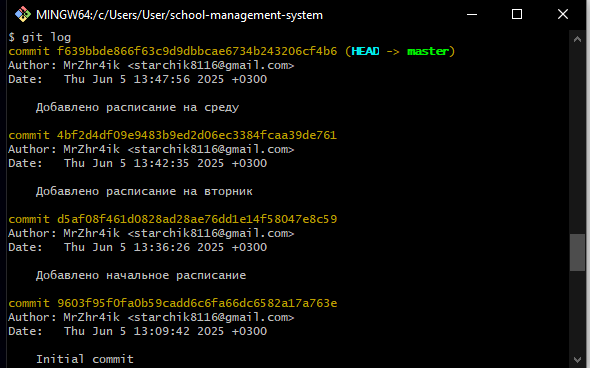 MINGW64:/c/Users/User/school-management-system
$ git log
commit f639bbde866f63c9d9dbbcae6734b243206cf4b6 (HEAD -> master)
Author: MrZhr4ik <starchik8116@gmail.com>
Date:   Thu Jun 5 13:47:56 2025 +0300
Добавлено расписание на среду
commit 4bf2d4df09e9483b9ed2d06ec3384fcaa39de761
Author: MrZhr4ik <starchik8116@gmail.com>
Date:   Thu Jun 5 13:42:35 2025 +0300
Добавлено расписание на вторник
commit d5af08f461d0828ad28ae76dd1e14f58047e8c59
Author: MrZhr4ik <starchik8116@gmail.com>
Date:   Thu Jun 5 13:36:26 2025 +0300
Добавлено начальное расписание
commit 9603f95f0fa0b59cadd6c6fa66dc6582a17a763e
Author: MrZhr4ik <starchik8116@gmail.com>
Date:   Thu Jun 5 13:09:42 2025 +0300
Initial commit